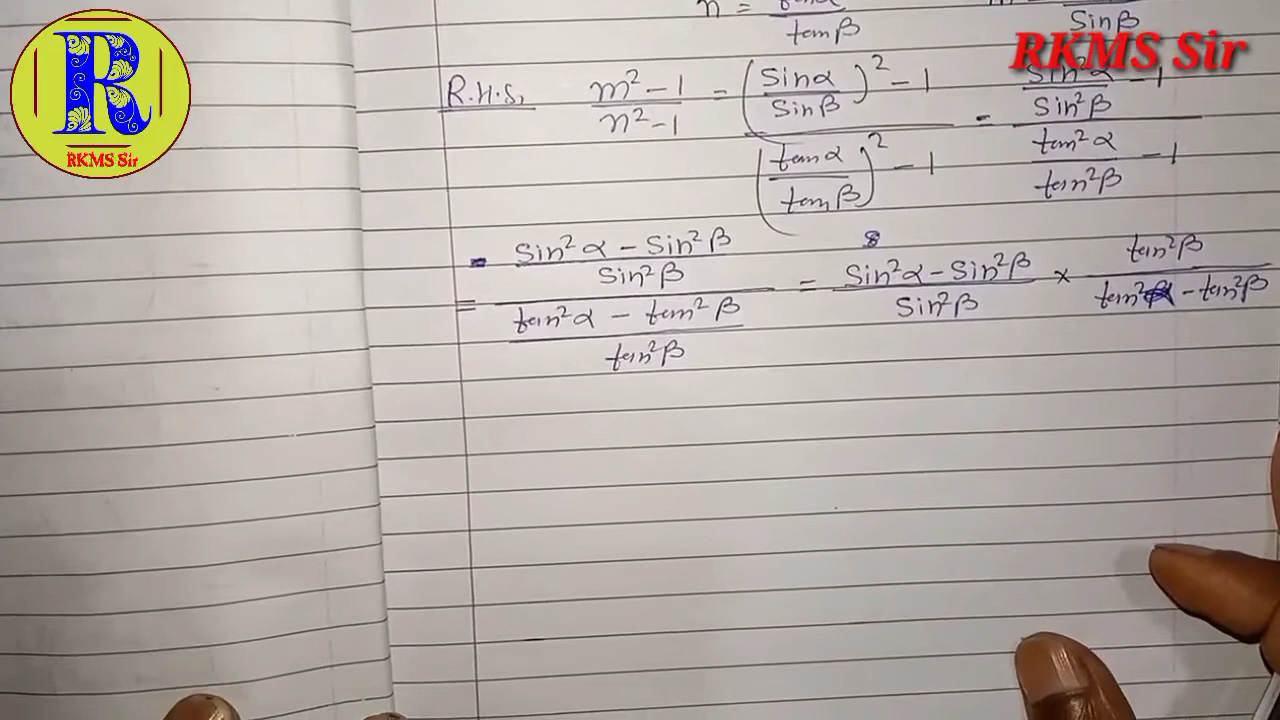 n = tanα / tanβ
Sinβ
RKMS Sir
R
RKMS Sir
R.H.S, (m² - 1)/(n² - 1) = ((Sinα/Sinβ)² - 1)/((tanα/tanβ)² - 1) = (Sin²α/Sin²β - 1)/(tan²α/tan²β - 1)
= ((Sin²α - Sin²β)/Sin²β)/((tan²α - tan²β)/tan²β) = (Sin²α - Sin²β)/Sin²β × tan²β/(tan²α - tan²β)